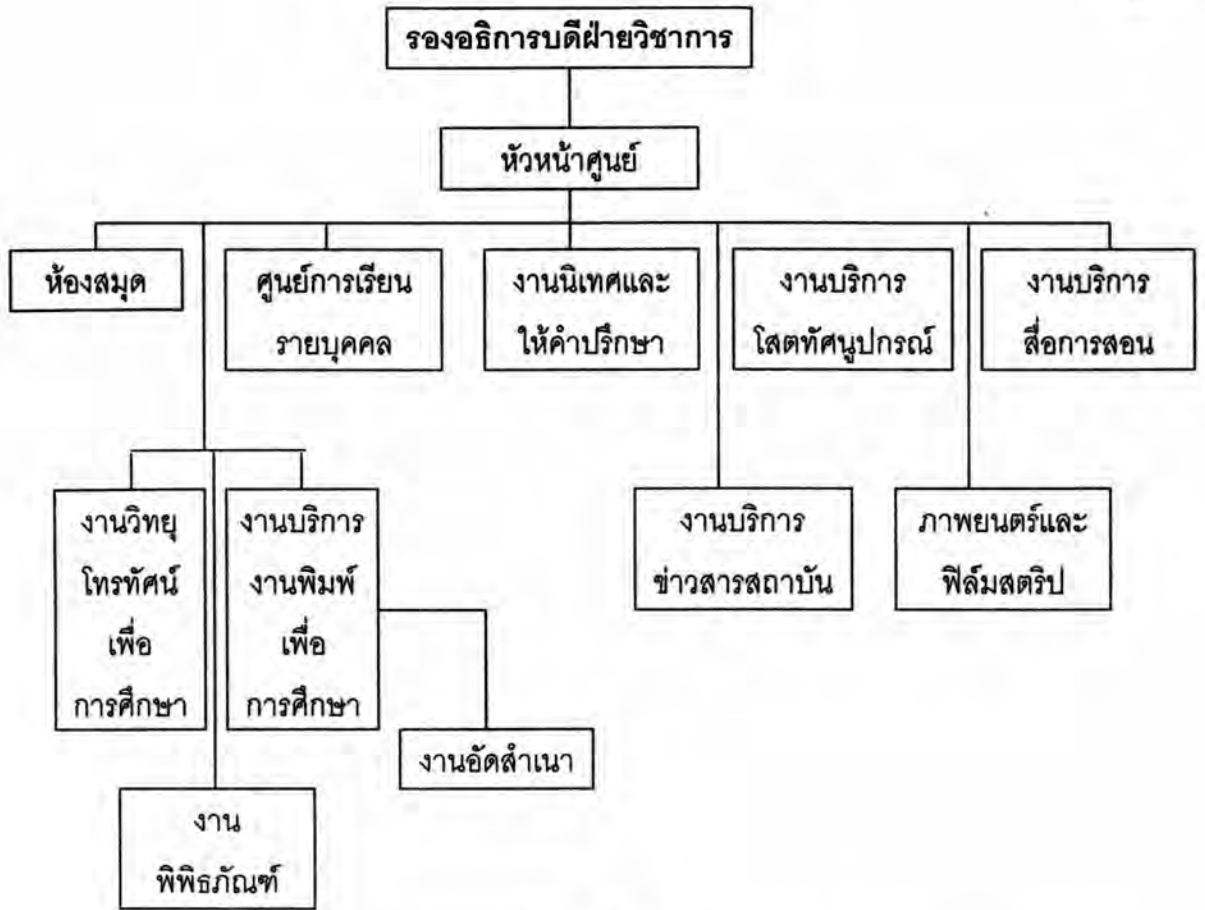 รองอธิการบดีฝ่ายวิชาการ
หัวหน้าศูนย์
ห้องสมุด
ศูนย์การเรียน
รายบุคคล
งานนิเทศและ
ให้คำปรึกษา
งานบริการ
โสตทัศนูปกรณ์
งานบริการ
สื่อการสอน
งานวิทยุ
โทรทัศน์
เพื่อ
การศึกษา
งานบริการ
งานพิมพ์
เพื่อ
การศึกษา
งานบริการ
ข่าวสารสถาบัน
ภาพยนตร์และ
ฟิล์มสตริป
งานอัดสำเนา
งาน
พิพิธภัณฑ์